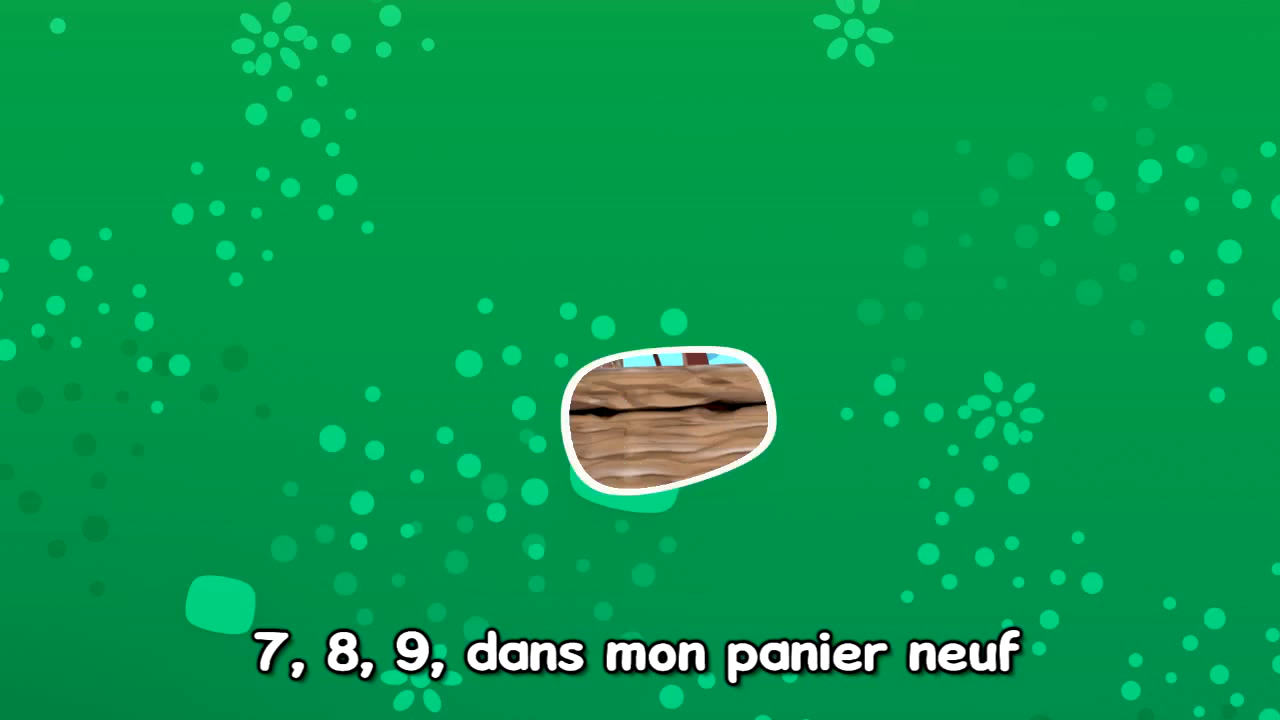 7, 8, 9, dans mon panier neuf